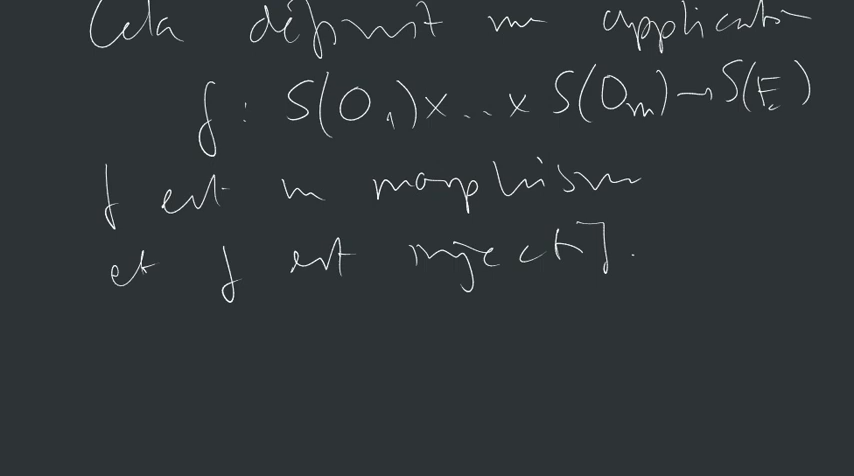 Cela définit une application
f : S(O₁) x ... x S(Oₘ) → S(E)
f est un morphisme
et f est injectif.